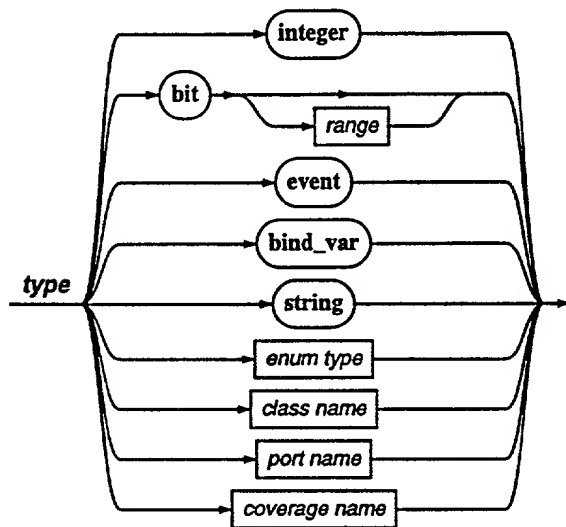 integer
bit
range
event
bind_var
type
string
enum type
class name
port name
coverage name